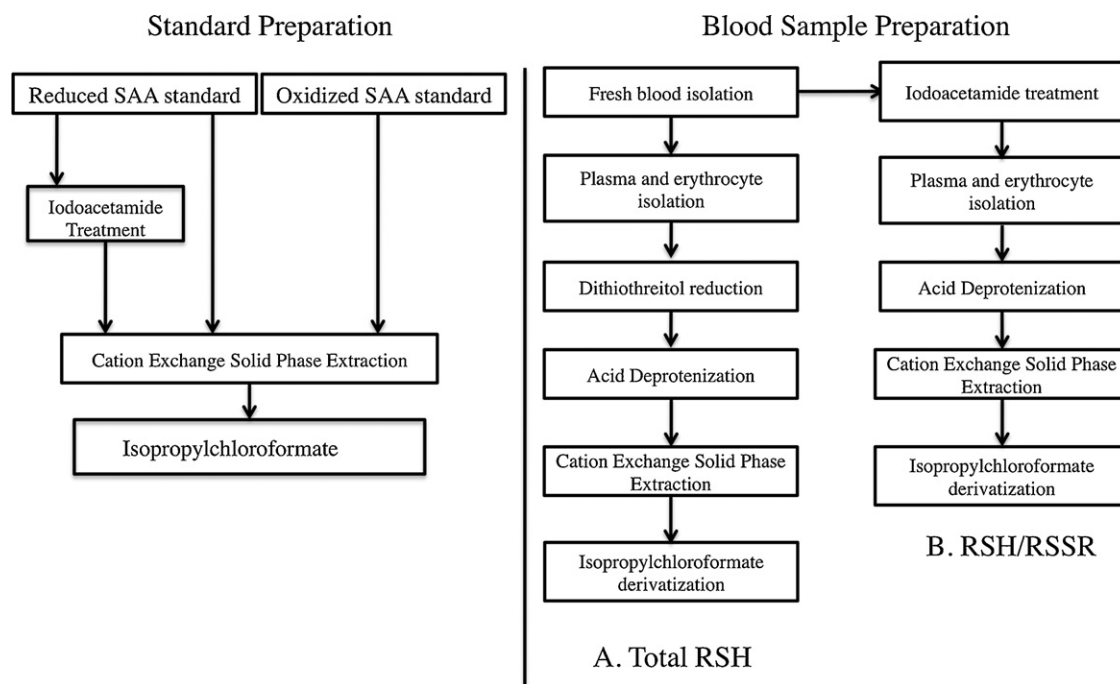 Standard Preparation
Reduced SAA standard
Oxidized SAA standard
Iodoacetamide
Treatment
Cation Exchange Solid Phase Extraction
Isopropylchloroformate
Blood Sample Preparation
Fresh blood isolation
Plasma and erythrocyte
isolation
Dithiothreitol reduction
Acid Deprotenization
Cation Exchange Solid Phase
Extraction
Isopropylchloroformate
derivatization
A. Total RSH
Iodoacetamide treatment
Plasma and erythrocyte
isolation
Acid Deprotenization
Cation Exchange Solid Phase
Extraction
Isopropylchloroformate
derivatization
B. RSH/RSSR